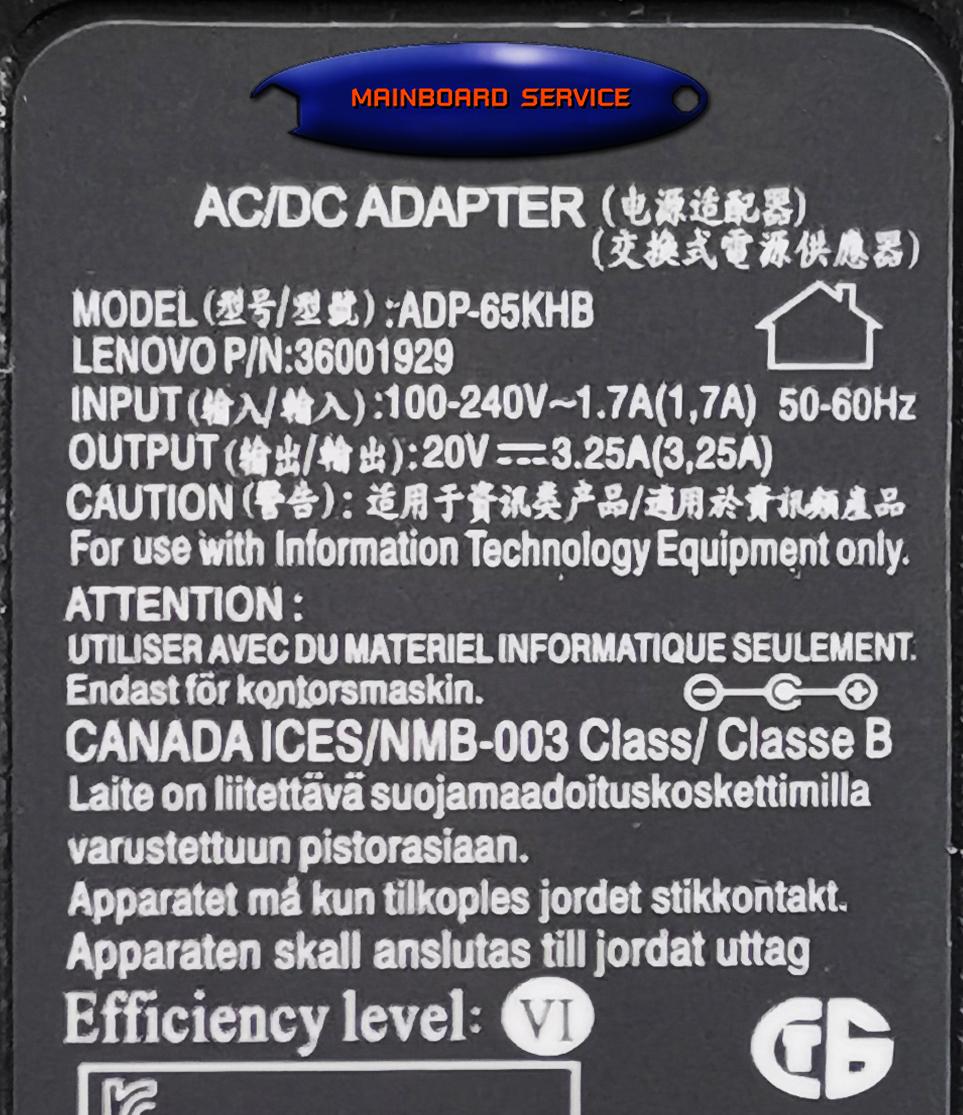 MAINBOARD SERVICE
AC/DC ADAPTER (电源适配器)
(交换式電源供應器)
MODEL (型号/型號) :ADP-65KHB
LENOVO P/N:36001929
INPUT (输入/輸入) :100-240V~1.7A(1,7A) 50-60Hz
OUTPUT (输出/輸出):20V ⎓ 3.25A(3,25A)
CAUTION (警告) : 适用于資讯类产品/適用於資訊類產品
For use with Information Technology Equipment only.
ATTENTION :
UTILISER AVEC DU MATERIEL INFORMATIQUE SEULEMENT.
Endast för kontorsmaskin.
CANADA ICES/NMB-003 Class/ Classe B
Laite on liitettävä suojamaadoituskoskettimilla
varustettuun pistorasiaan.
Apparatet må kun tilkoples jordet stikkontakt.
Apparaten skall anslutas till jordat uttag
Efficiency level: VI